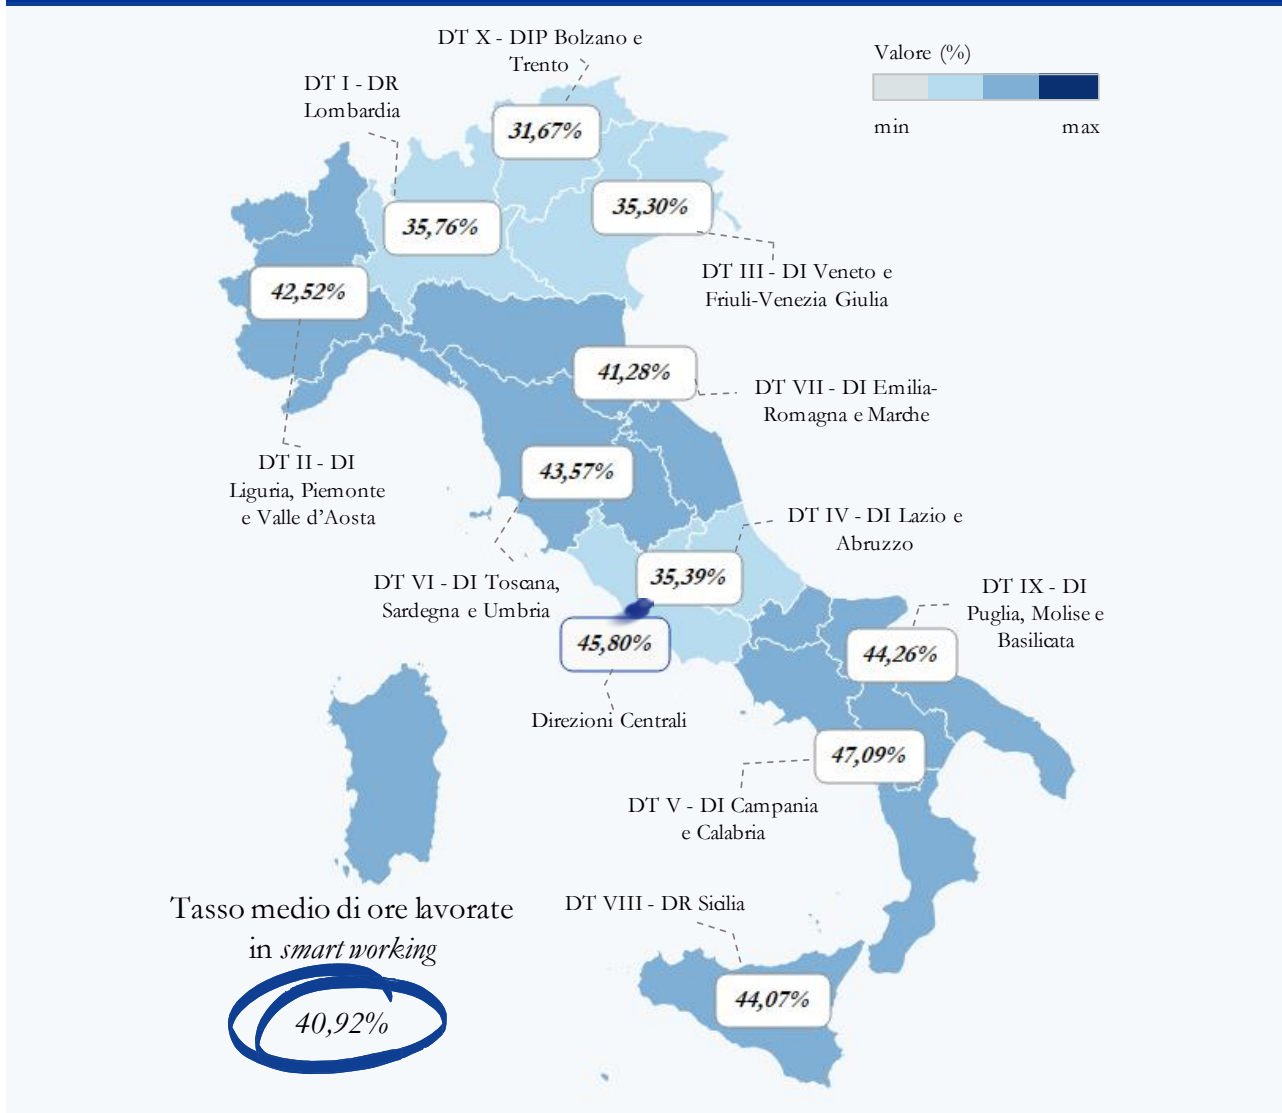 DT X - DIP Bolzano e
Trento
Valore (%)
min
max
DT I - DR
Lombardia
31,67%
35,76%
35,30%
DT III - DI Veneto e
Friuli-Venezia Giulia
42,52%
41,28%
DT VII - DI Emilia-
Romagna e Marche
DT II - DI
Liguria, Piemonte
e Valle d'Aosta
43,57%
DT IV - DI Lazio e
Abruzzo
35,39%
DT VI - DI Toscana,
Sardegna e Umbria
DT IX - DI
Puglia, Molise e
Basilicata
45,80%
44,26%
Direzioni Centrali
47,09%
DT V - DI Campania
e Calabria
DT VIII - DR Sicilia
44,07%
Tasso medio di ore lavorate
in smart working
40,92%